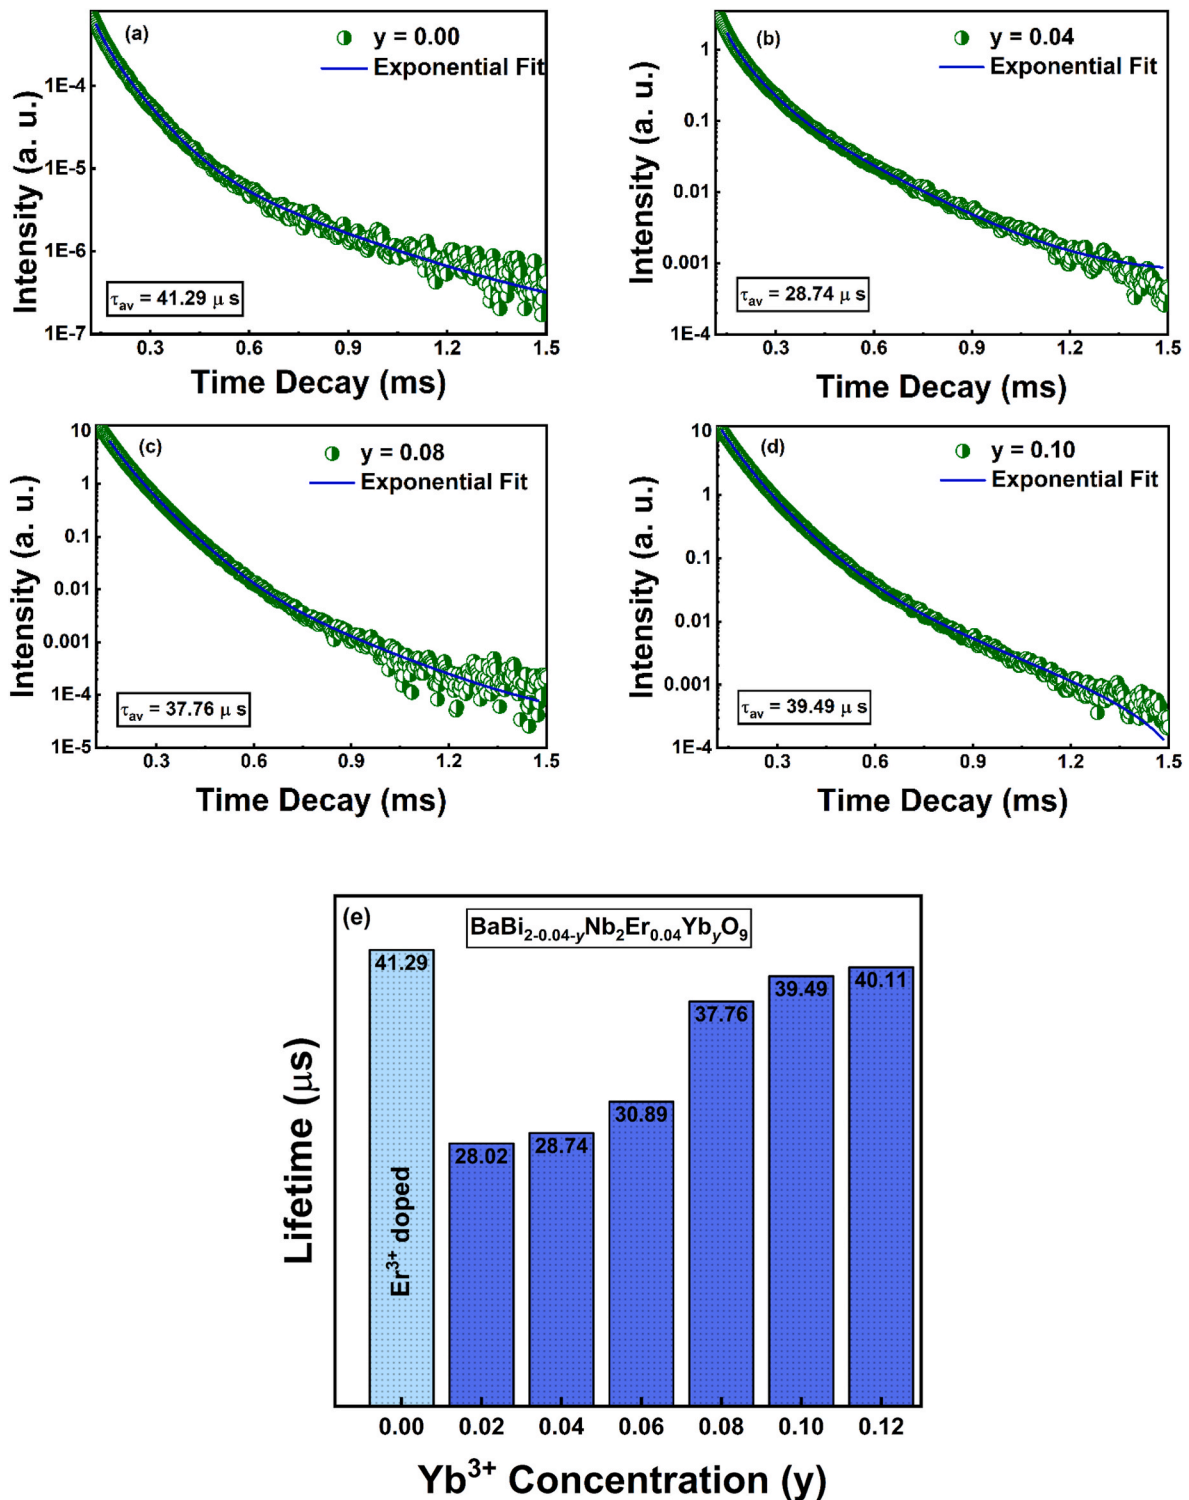 (a)
y = 0.00
Exponential Fit
1E-4
1E-5
1E-6
1E-7
Intensity (a. u.)
τav = 41.29 μ s
0.3 0.6 0.9 1.2 1.5
Time Decay (ms)
(b)
y = 0.04
Exponential Fit
1
0.1
0.01
0.001
1E-4
Intensity (a. u.)
τav = 28.74 μ s
0.3 0.6 0.9 1.2 1.5
Time Decay (ms)
(c)
y = 0.08
Exponential Fit
10
1
0.1
0.01
0.001
1E-4
1E-5
Intensity (a. u.)
τav = 37.76 μ s
0.3 0.6 0.9 1.2 1.5
Time Decay (ms)
(d)
y = 0.10
Exponential Fit
10
1
0.1
0.01
0.001
1E-4
Intensity (a. u.)
τav = 39.49 μ s
0.3 0.6 0.9 1.2 1.5
Time Decay (ms)
(e)
BaBi₂₋₀.₀₄₋yNb₂Er₀.₀₄YbyO₉
41.29 28.02 28.74 30.89 37.76 39.49 40.11
Er³⁺ doped
Lifetime (μs)
0.00 0.02 0.04 0.06 0.08 0.10 0.12
Yb³⁺ Concentration (y)